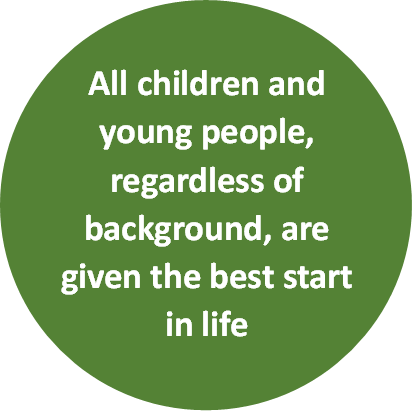 All children and
young people,
regardless of
background, are
given the best start
in life